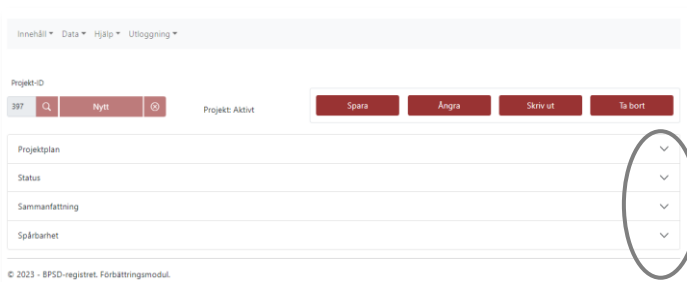 Innehåll Data Hjälp Utloggning
Projekt-ID
397 Nytt Projekt: Aktivt Spara Ångra Skriv ut Ta bort
Projektplan
Status
Sammanfattning
Spårbarhet
© 2023 - BPSD-registret. Förbättringsmodul.